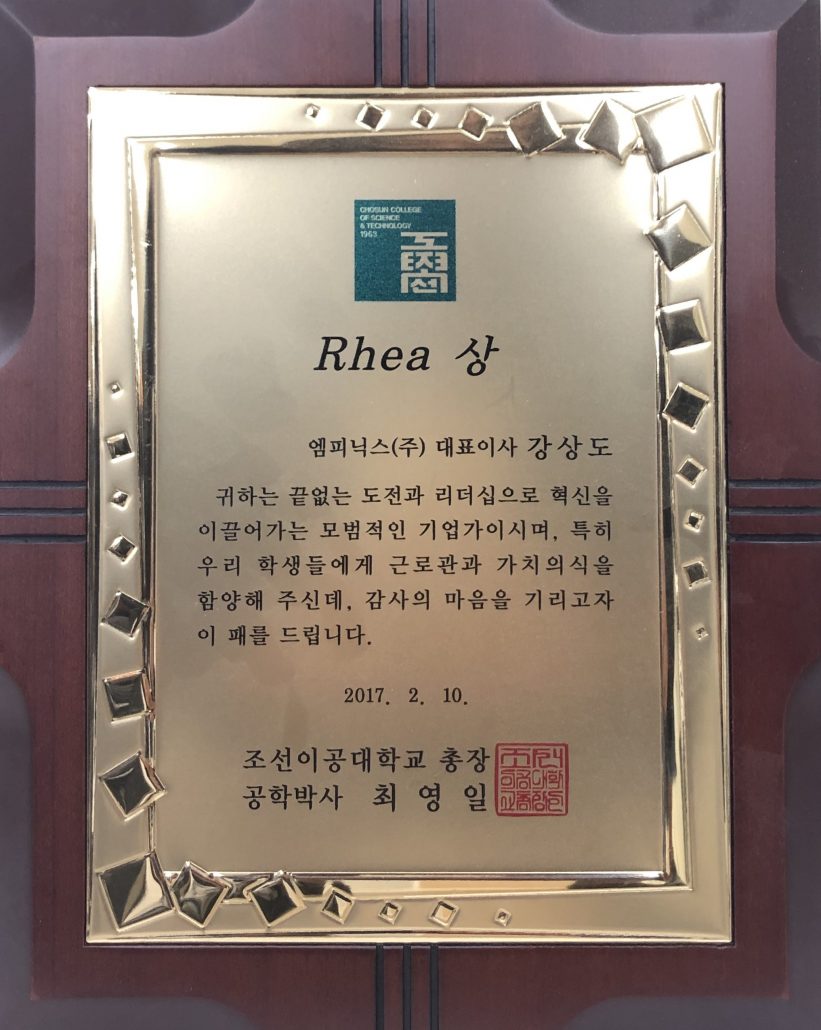 CHOSUN COLLEGE
OF SCIENCE
& TECHNOLOGY
1963
조선
Rhea 상
엠피닉스(주) 대표이사 강상도
귀하는 끝없는 도전과 리더십으로 혁신을
이끌어가는 모범적인 기업가이시며, 특히
우리 학생들에게 근로관과 가치의식을
함양해 주신데, 감사의 마음을 기리고자
이 패를 드립니다.
2017. 2. 10.
조선이공대학교 총장
공학박사 최영일